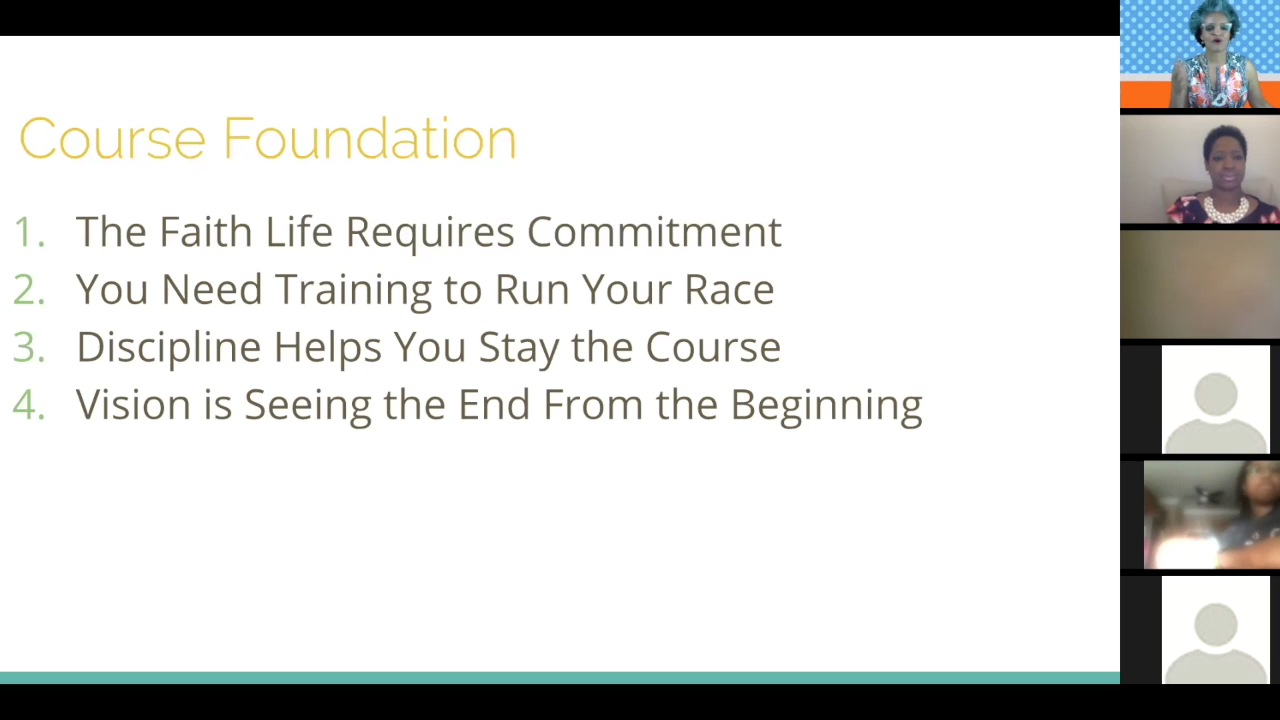 Course Foundation
1. The Faith Life Requires Commitment
2. You Need Training to Run Your Race
3. Discipline Helps You Stay the Course
4. Vision is Seeing the End From the Beginning